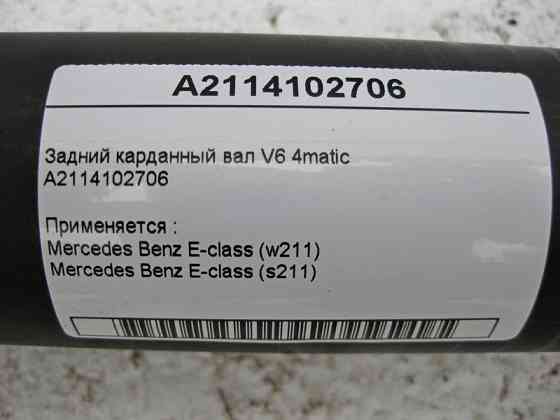 A2114102706
Задний карданный вал V6 4matic
A2114102706
Применяется :
Mercedes Benz E-class (w211)
Mercedes Benz E-class (s211)